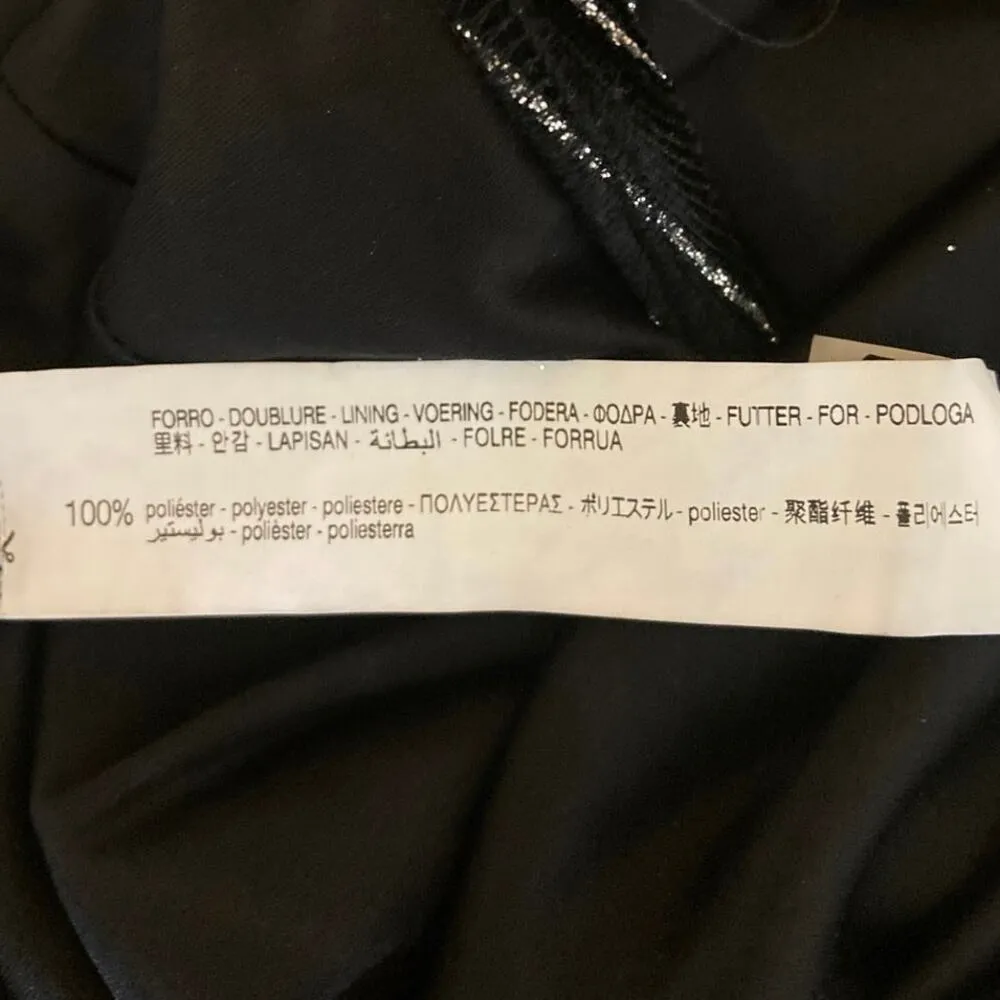 FORRO - DOUBLURE - LINING - VOERING - FODERA - ΦΟΔΡΑ - 裏地 - FUTTER - FOR - PODLOGA
里料 - 안감 - LAPISAN - البطانة - FOLRE - FORRUA
100% poliéster - polyester - poliestere - ΠΟΛΥΕΣΤΕΡΑΣ - ポリエステル - poliester - 聚酯纤维 - 폴리에스터
بوليستير - polièster - poliesterra